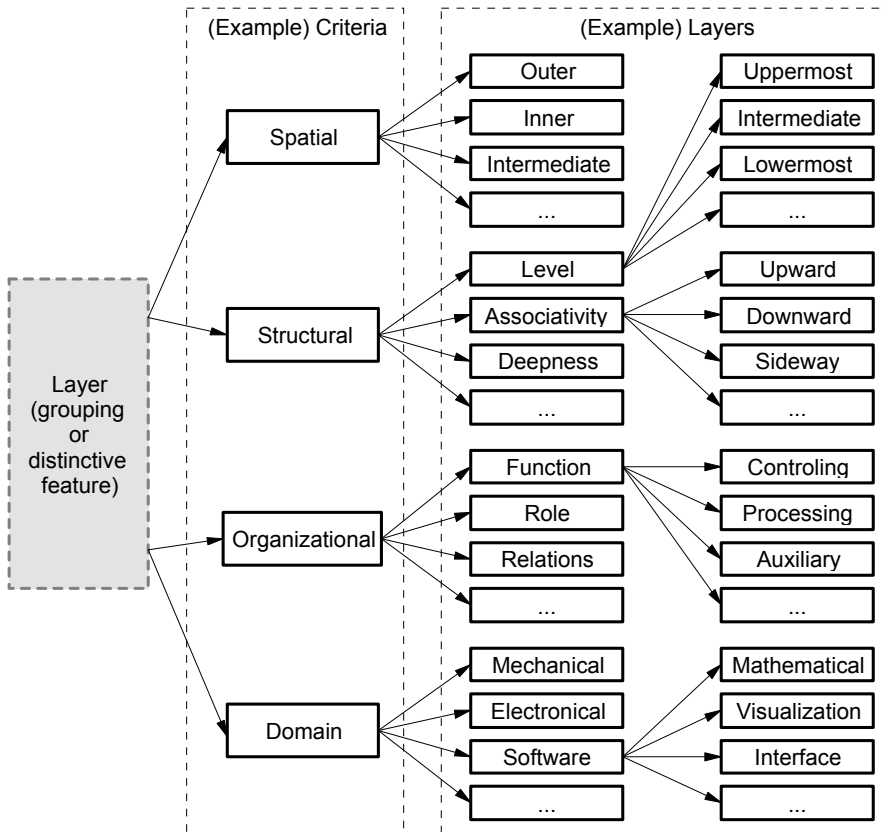 (Example) Criteria
(Example) Layers
Layer
(grouping
or
distinctive
feature)
Spatial
Structural
Organizational
Domain
Outer
Inner
Intermediate
...
Level
Associativity
Deepness
...
Function
Role
Relations
...
Mechanical
Electronical
Software
...
Uppermost
Intermediate
Lowermost
...
Upward
Downward
Sideway
...
Controling
Processing
Auxiliary
...
Mathematical
Visualization
Interface
...